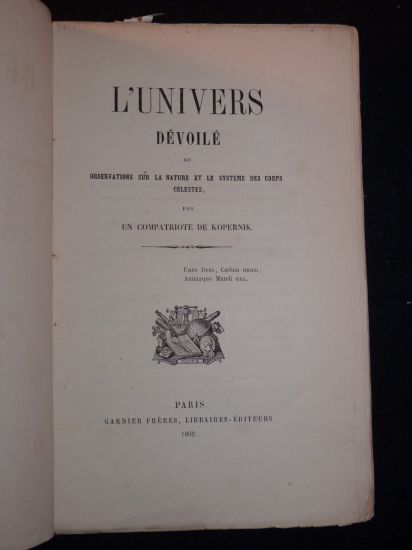 L'UNIVERS
DÉVOILÉ
OU
OBSERVATIONS SUR LA NATURE ET LE SYSTÈME DES CORPS
CÉLESTES,
PAR
UN COMPATRIOTE DE KOPERNIK.
Unus Deus, Cœlum unum,
Animaque Mundi una.
PARIS
GARNIER FRÈRES, LIBRAIRES-ÉDITEURS
1862